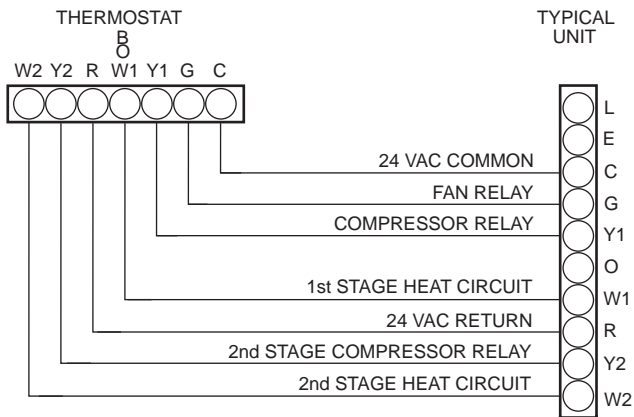 THERMOSTAT
B
O
W2 Y2 R W1 Y1 G C
TYPICAL
UNIT
L
E
24 VAC COMMON C
FAN RELAY G
COMPRESSOR RELAY Y1
O
1st STAGE HEAT CIRCUIT W1
24 VAC RETURN R
2nd STAGE COMPRESSOR RELAY Y2
2nd STAGE HEAT CIRCUIT W2